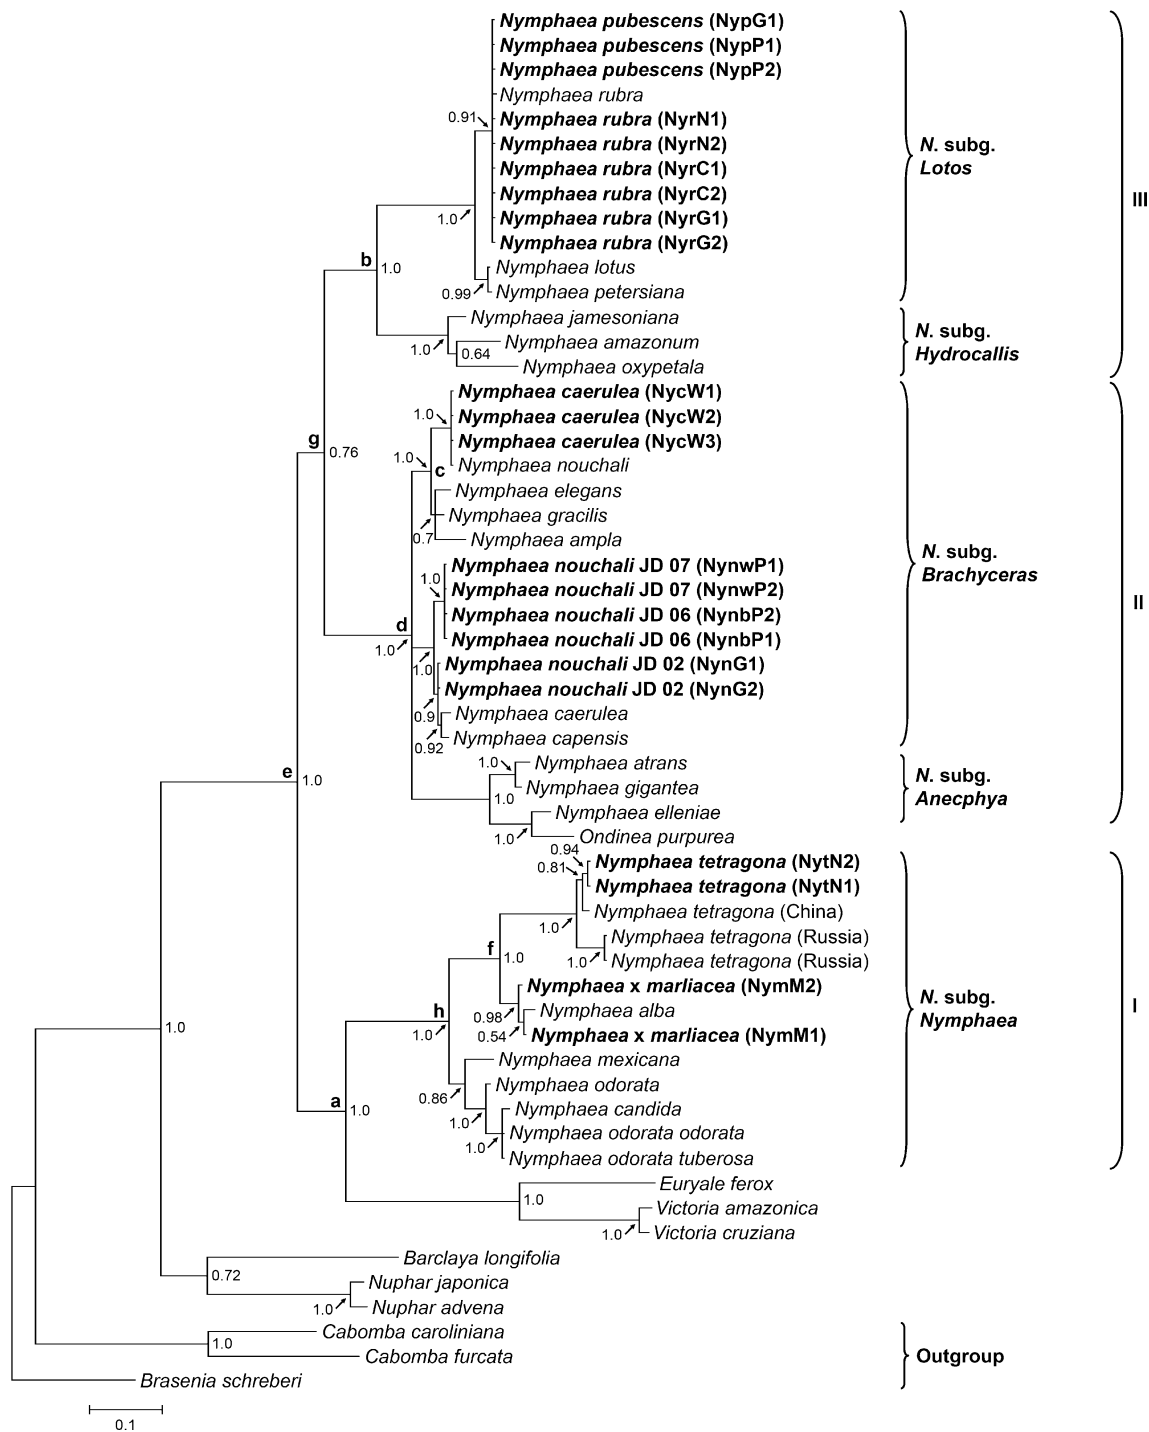 Nymphaea pubescens (NypG1)
Nymphaea pubescens (NypP1)
Nymphaea pubescens (NypP2)
Nymphaea rubra
0.91
Nymphaea rubra (NyrN1)
Nymphaea rubra (NyrN2)
Nymphaea rubra (NyrC1)
Nymphaea rubra (NyrC2)
1.0
Nymphaea rubra (NyrG1)
Nymphaea rubra (NyrG2)
b
1.0
Nymphaea lotus
0.99
Nymphaea petersiana
N. subg.
Lotos
III
Nymphaea jamesoniana
1.0
Nymphaea amazonum
0.64
Nymphaea oxypetala
N. subg.
Hydrocallis
Nymphaea caerulea (NycW1)
1.0
Nymphaea caerulea (NycW2)
g
0.76
Nymphaea caerulea (NycW3)
1.0
c
Nymphaea nouchali
Nymphaea elegans
Nymphaea gracilis
0.7
Nymphaea ampla
Nymphaea nouchali JD 07 (NynwP1)
1.0
Nymphaea nouchali JD 07 (NynwP2)
Nymphaea nouchali JD 06 (NynbP2)
d
1.0
Nymphaea nouchali JD 06 (NynbP1)
1.0
Nymphaea nouchali JD 02 (NynG1)
Nymphaea nouchali JD 02 (NynG2)
0.9
Nymphaea caerulea
0.92
Nymphaea capensis
N. subg.
Brachyceras
II
1.0
Nymphaea atrans
e
1.0
Nymphaea gigantea
1.0
Nymphaea elleniae
1.0
Ondinea purpurea
N. subg.
Anecphya
0.94
Nymphaea tetragona (NytN2)
0.81
Nymphaea tetragona (NytN1)
Nymphaea tetragona (China)
1.0
Nymphaea tetragona (Russia)
f
1.0
1.0
Nymphaea tetragona (Russia)
Nymphaea x marliacea (NymM2)
h
1.0
0.98
Nymphaea alba
0.54
Nymphaea x marliacea (NymM1)
Nymphaea mexicana
0.86
Nymphaea odorata
a
1.0
1.0
Nymphaea candida
1.0
Nymphaea odorata odorata
Nymphaea odorata tuberosa
N. subg.
Nymphaea
I
1.0
Euryale ferox
1.0
Victoria amazonica
1.0
Victoria cruziana
Barclaya longifolia
0.72
Nuphar japonica
1.0
Nuphar advena
Cabomba caroliniana
1.0
Cabomba furcata
Outgroup
Brasenia schreberi
0.1